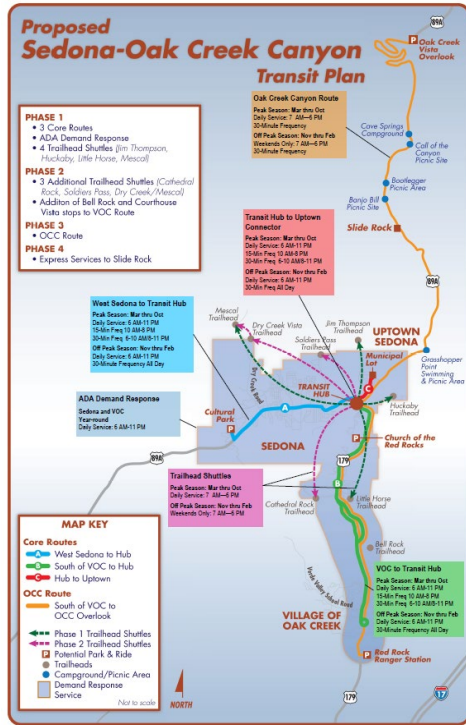 Proposed
Sedona-Oak Creek Canyon
Transit Plan
PHASE 1
• 3 Core Routes
• ADA Demand Response
• 4 Trailhead Shuttles (Jim Thompson,
Huckaby, Little Horse, Mescal)
PHASE 2
• 3 Additional Trailhead Shuttles (Cathedral
Rock, Soldiers Pass, Dry Creek/Mescal)
• Additon of Bell Rock and Courthouse
Vista stops to VOC Route
PHASE 3
• OCC Route
PHASE 4
• Express Services to Slide Rock
89A
P Oak Creek
Vista
Overlook
Oak Creek Canyon Route
Peak Season: Mar thru Oct
Daily Service: 7 AM—6 PM
30-Minute Frequency
Off Peak Season: Nov thru Feb
Weekends Only: 7 AM—6 PM
30-Minute Frequency
Cave Springs
Campground
Call of the
Canyon
Picnic Site
Bootlegger
Picnic Area
Banjo Bill
Picnic Site
Slide Rock
89A
Transit Hub to Uptown
Connector
Peak Season: Mar thru Oct
Daily Service: 6 AM-11 PM
15-Min Freq 10 AM-6 PM
30-Min Freq 6-10 AM/6-11 PM
Off Peak Season: Nov thru Feb
Daily Service: 6 AM-11 PM
30-Min Freq All Day
West Sedona to Transit Hub
Peak Season: Mar thru Oct
Daily Service: 6 AM-11 PM
15-Min Freq 10 AM-6 PM
30-Min Freq 6-10 AM/6-11 PM
Off Peak Season: Nov thru Feb
Daily Service: 6 AM-11 PM
30-Minute Frequency All Day
Mescal
Trailhead
Dry Creek Vista
Trailhead
Soldiers Pass
Trailhead
Jim Thompson
Trailhead
UPTOWN
SEDONA
Municipal
Lot
P
Grasshopper
Point
Swimming
& Picnic Area
Dry Creek Road
TRANSIT
HUB
C
Huckaby
Trailhead
ADA Demand Response
Sedona and VOC
Year-round
Daily Service: 6 AM-11 PM
Cultural
Park
P
A
SEDONA
P Church of the
Red Rocks
89A
179
Trailhead Shuttles
Peak Season: Mar thru Oct
Daily Service: 7 AM—6 PM
Off Peak Season: Nov thru Feb
Weekends Only: 7 AM—6 PM
B
Cathedral Rock
Trailhead
Little Horse
Trailhead
Bell Rock
Trailhead
Verde Valley School Road
VOC to Transit Hub
Peak Season: Mar thru Oct
Daily Service: 6 AM-11 PM
15-Min Freq 10 AM-6 PM
30-Min Freq 6-10 AM/6-11 PM
Off Peak Season: Nov thru Feb
Daily Service: 6 AM-11 PM
30-Minute Frequency All Day
VILLAGE OF
OAK CREEK
P Red Rock
Ranger Station
179
17
MAP KEY
Core Routes
A West Sedona to Hub
B South of VOC to Hub
C Hub to Uptown
OCC Route
South of VOC to
OCC Overlook
Phase 1 Trailhead Shuttles
Phase 2 Trailhead Shuttles
P Potential Park & Ride
Trailheads
Campground/Picnic Area
Demand Response
Service
Not to scale
NORTH